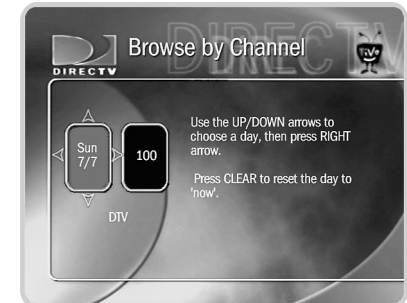 DIRECTV
Browse by Channel
DIRECTV
TiVo
Sun
7/7
100
DTV
Use the UP/DOWN arrows to
choose a day, then press RIGHT
arrow.
Press CLEAR to reset the day to
'now'.